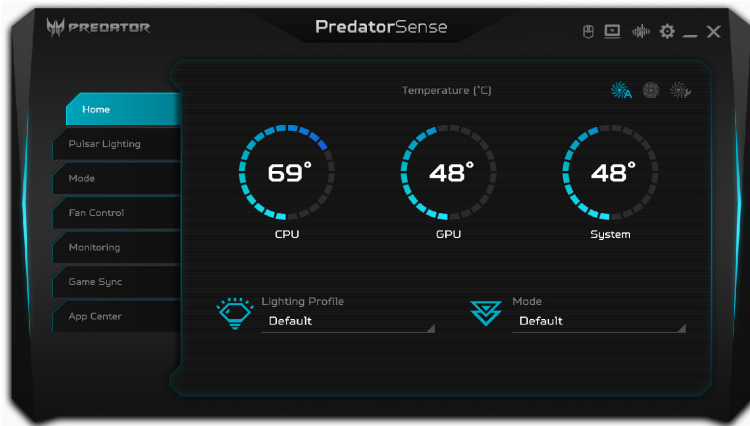 PREDATOR
PredatorSense
Temperature (°C)
A
Home
Pulsar Lighting
Mode
Fan Control
Monitoring
Game Sync
App Center
69°
48°
48°
CPU
GPU
System
Lighting Profile
Default
Mode
Default